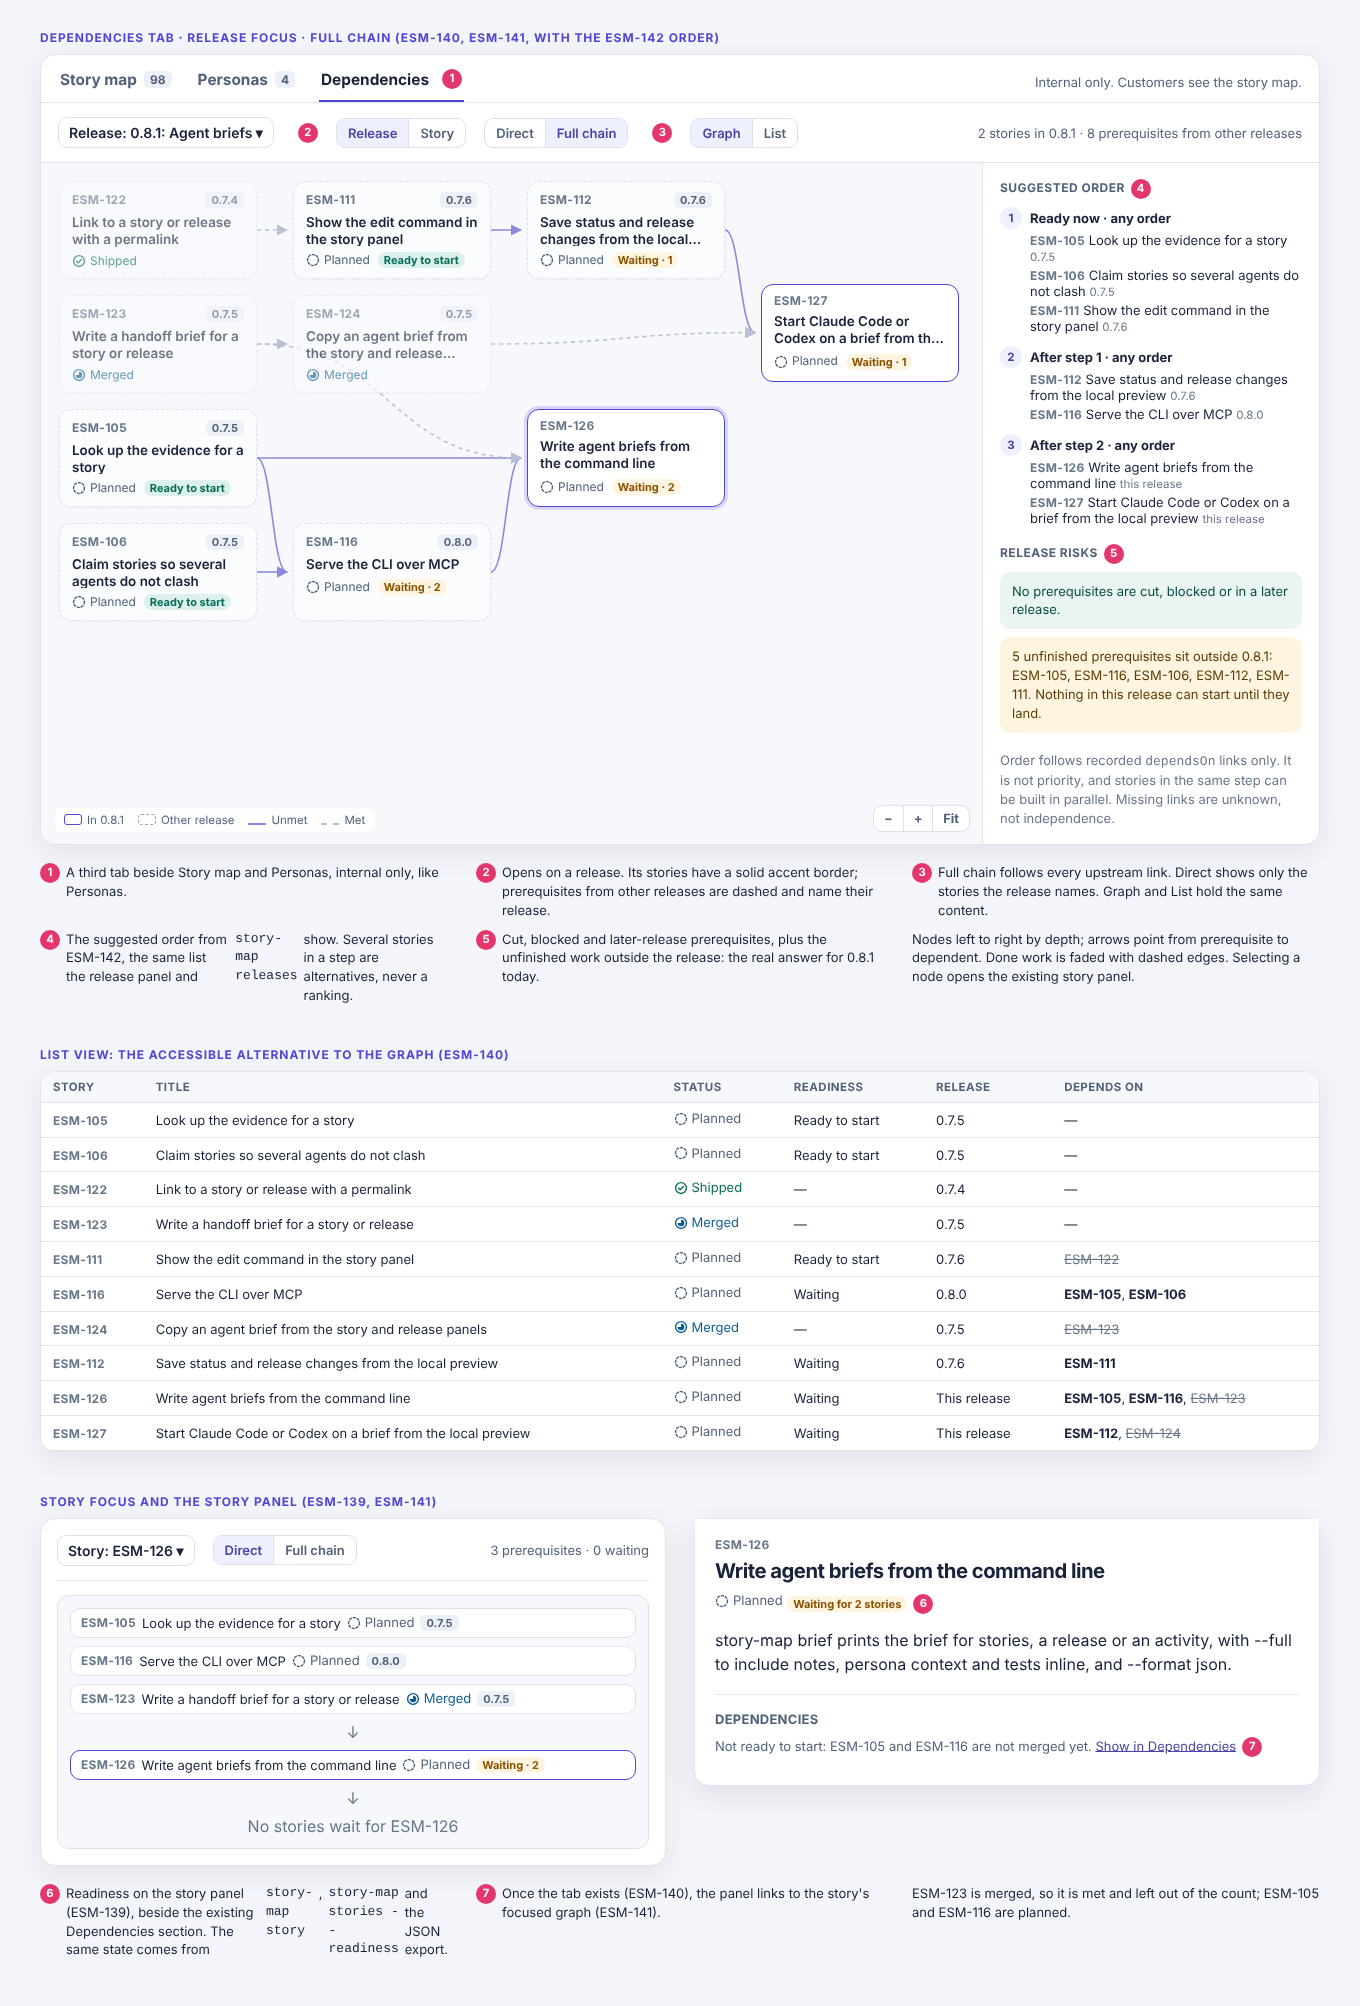 DEPENDENCIES TAB · RELEASE FOCUS · FULL CHAIN (ESM-140, ESM-141, WITH THE ESM-142 ORDER)
Story map 98 Personas 4 Dependencies 1
Internal only. Customers see the story map.
Release: 0.8.1: Agent briefs ▾ 2 Release Story Direct Full chain 3 Graph List
2 stories in 0.8.1 · 8 prerequisites from other releases
ESM-122 0.7.4
Link to a story or release
with a permalink
Shipped
ESM-111 0.7.6
Show the edit command in
the story panel
Planned Ready to start
ESM-112 0.7.6
Save status and release
changes from the local...
Planned Waiting · 1
ESM-127
Start Claude Code or
Codex on a brief from th...
Planned Waiting · 1
ESM-123 0.7.5
Write a handoff brief for a
story or release
Merged
ESM-124 0.7.5
Copy an agent brief from
the story and release...
Merged
ESM-105 0.7.5
Look up the evidence for a
story
Planned Ready to start
ESM-126
Write agent briefs from
the command line
Planned Waiting · 2
ESM-106 0.7.5
Claim stories so several
agents do not clash
Planned Ready to start
ESM-116 0.8.0
Serve the CLI over MCP
Planned Waiting · 2
In 0.8.1 Other release Unmet Met
− + Fit
SUGGESTED ORDER 4
1 Ready now · any order
ESM-105 Look up the evidence for a story
0.7.5
ESM-106 Claim stories so several agents do
not clash 0.7.5
ESM-111 Show the edit command in the
story panel 0.7.6
2 After step 1 · any order
ESM-112 Save status and release changes
from the local preview 0.7.6
ESM-116 Serve the CLI over MCP 0.8.0
3 After step 2 · any order
ESM-126 Write agent briefs from the
command line this release
ESM-127 Start Claude Code or Codex on a
brief from the local preview this release
RELEASE RISKS 5
No prerequisites are cut, blocked or in a later
release.
5 unfinished prerequisites sit outside 0.8.1:
ESM-105, ESM-116, ESM-106, ESM-112, ESM-
111. Nothing in this release can start until they
land.
Order follows recorded dependsOn links only. It
is not priority, and stories in the same step can
be built in parallel. Missing links are unknown,
not independence.
1 A third tab beside Story map and Personas, internal only, like
Personas.
2 Opens on a release. Its stories have a solid accent border;
prerequisites from other releases are dashed and name their
release.
3 Full chain follows every upstream link. Direct shows only the
stories the release names. Graph and List hold the same
content.
4 The suggested order from
ESM-142, the same list
the release panel and
story-
map
releases
show. Several stories
in a step are
alternatives, never a
ranking.
5 Cut, blocked and later-release prerequisites, plus the
unfinished work outside the release: the real answer for 0.8.1
today.
Nodes left to right by depth; arrows point from prerequisite to
dependent. Done work is faded with dashed edges. Selecting a
node opens the existing story panel.
LIST VIEW: THE ACCESSIBLE ALTERNATIVE TO THE GRAPH (ESM-140)
STORY TITLE STATUS READINESS RELEASE DEPENDS ON
ESM-105 Look up the evidence for a story Planned Ready to start 0.7.5 —
ESM-106 Claim stories so several agents do not clash Planned Ready to start 0.7.5 —
ESM-122 Link to a story or release with a permalink Shipped — 0.7.4 —
ESM-123 Write a handoff brief for a story or release Merged — 0.7.5 —
ESM-111 Show the edit command in the story panel Planned Ready to start 0.7.6 ESM-122
ESM-116 Serve the CLI over MCP Planned Waiting 0.8.0 ESM-105, ESM-106
ESM-124 Copy an agent brief from the story and release panels Merged — 0.7.5 ESM-123
ESM-112 Save status and release changes from the local preview Planned Waiting 0.7.6 ESM-111
ESM-126 Write agent briefs from the command line Planned Waiting This release ESM-105, ESM-116, ESM-123
ESM-127 Start Claude Code or Codex on a brief from the local preview Planned Waiting This release ESM-112, ESM-124
STORY FOCUS AND THE STORY PANEL (ESM-139, ESM-141)
Story: ESM-126 ▾ Direct Full chain 3 prerequisites · 0 waiting
ESM-105 Look up the evidence for a story Planned 0.7.5
ESM-116 Serve the CLI over MCP Planned 0.8.0
ESM-123 Write a handoff brief for a story or release Merged 0.7.5
↓
ESM-126 Write agent briefs from the command line Planned Waiting · 2
↓
No stories wait for ESM-126
ESM-126
Write agent briefs from the command line
Planned Waiting for 2 stories 6
story-map brief prints the brief for stories, a release or an activity, with --full
to include notes, persona context and tests inline, and --format json.
DEPENDENCIES
Not ready to start: ESM-105 and ESM-116 are not merged yet. Show in Dependencies 7
6 Readiness on the story panel
(ESM-139), beside the existing
Dependencies section. The
same state comes from
story-
map
story
,
story-map
stories -
-
readiness
and
the
JSON
export.
7 Once the tab exists (ESM-140), the panel links to the story's
focused graph (ESM-141).
ESM-123 is merged, so it is met and left out of the count; ESM-105
and ESM-116 are planned.